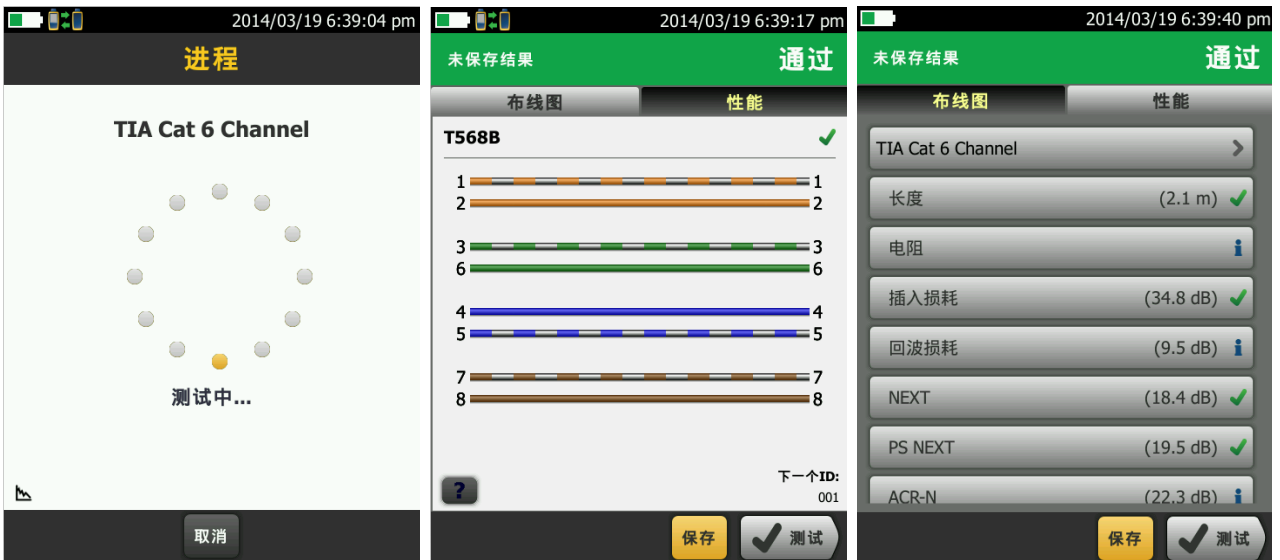 2014/03/19 6:39:04 pm
进程
TIA Cat 6 Channel
测试中...
取消
2014/03/19 6:39:17 pm
未保存结果
通过
布线图
性能
T568B
1 1
2 2
3 3
6 6
4 4
5 5
7 7
8 8
?
下一个ID:
001
保存
测试
2014/03/19 6:39:40 pm
未保存结果
通过
布线图
性能
TIA Cat 6 Channel
长度 (2.1 m)
电阻
插入损耗 (34.8 dB)
回波损耗 (9.5 dB)
NEXT (18.4 dB)
PS NEXT (19.5 dB)
ACR-N (22.3 dB)
保存
测试